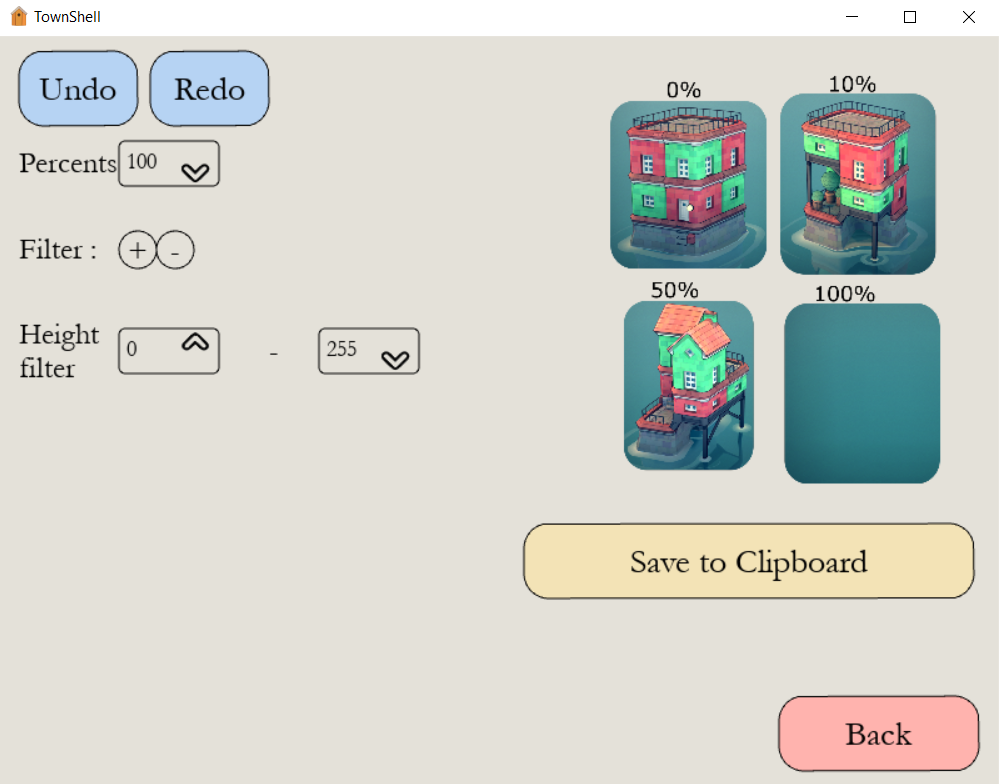 TownShell
Undo Redo
Percents 100
Filter : + -
Height
filter
0 - 255
0% 10%
50% 100%
Save to Clipboard
Back